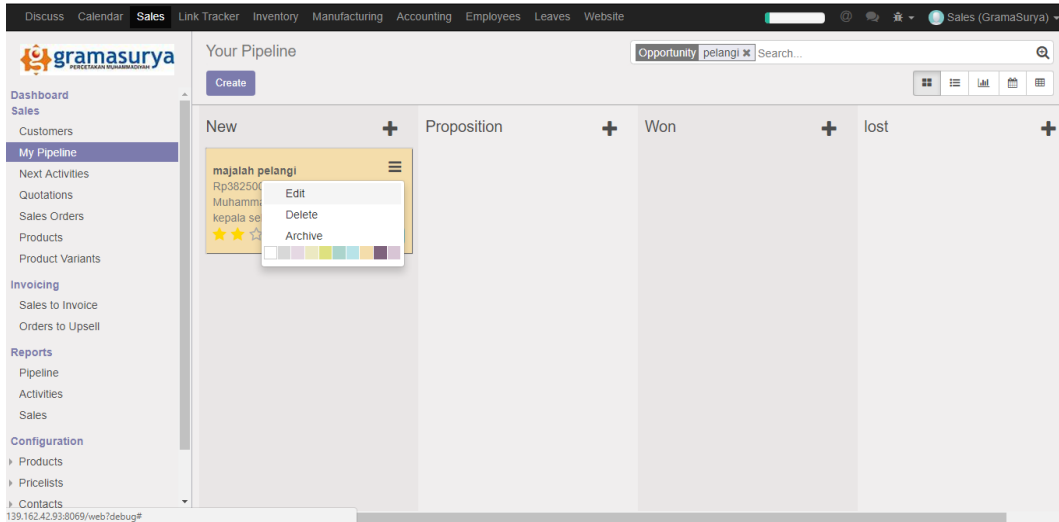 Discuss Calendar Sales Link Tracker Inventory Manufacturing Accounting Employees Leaves Website @ Sales (GramaSurya)
gramasurya
PERCETAKAN MUHAMMADIYAH
Your Pipeline
Opportunity pelangi Search...
Create
Dashboard
Sales
Customers
My Pipeline
Next Activities
Quotations
Sales Orders
Products
Product Variants
Invoicing
Sales to Invoice
Orders to Upsell
Reports
Pipeline
Activities
Sales
Configuration
Products
Pricelists
Contacts
139.162.42.93:8069/web?debug#
New
Proposition
Won
lost
majalah pelangi
Rp38250
Muhamma
kepala se
Edit
Delete
Archive